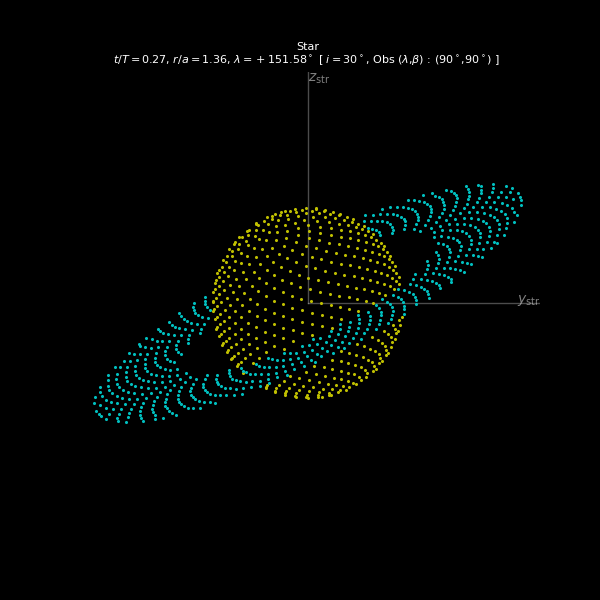 Star
t/T=0.27, r/a=1.36, λ=+151.58° [ i=30°, Obs (λ,β) : (90°,90°) ]
z_str
y_str